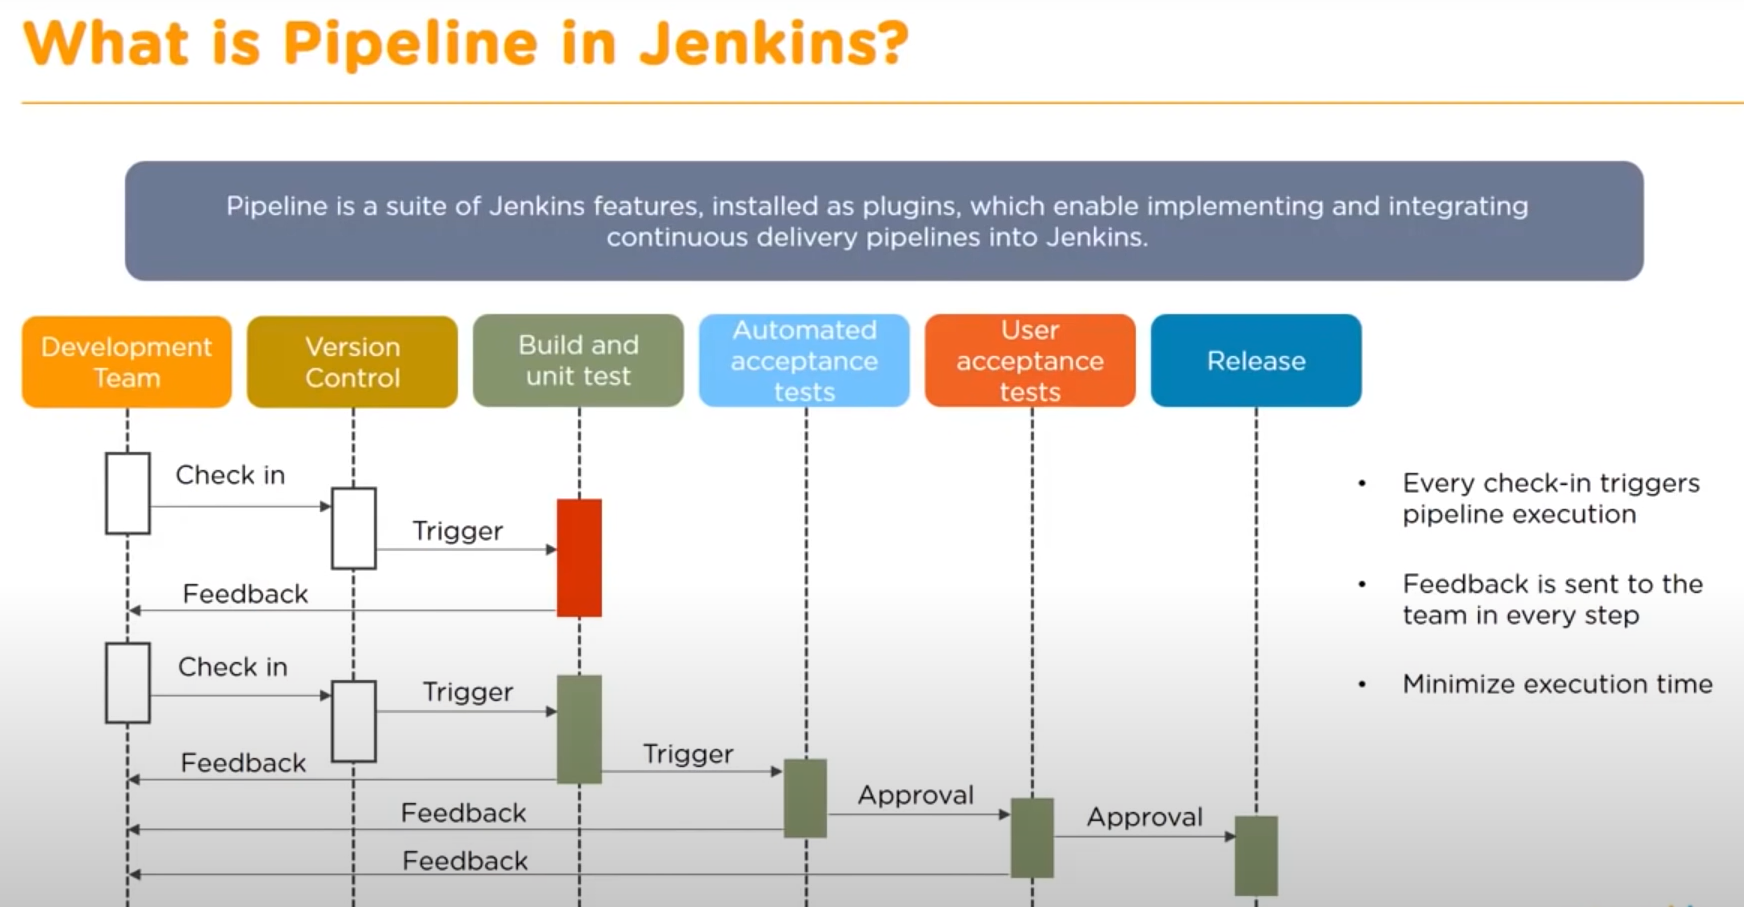 What is Pipeline in Jenkins?
Pipeline is a suite of Jenkins features, installed as plugins, which enable implementing and integrating
continuous delivery pipelines into Jenkins.
Development
Team
Version
Control
Build and
unit test
Automated
acceptance
tests
User
acceptance
tests
Release
Check in
Trigger
Feedback
Check in
Trigger
Feedback
Trigger
Feedback
Approval
Feedback
Approval
• Every check-in triggers
pipeline execution
• Feedback is sent to the
team in every step
• Minimize execution time